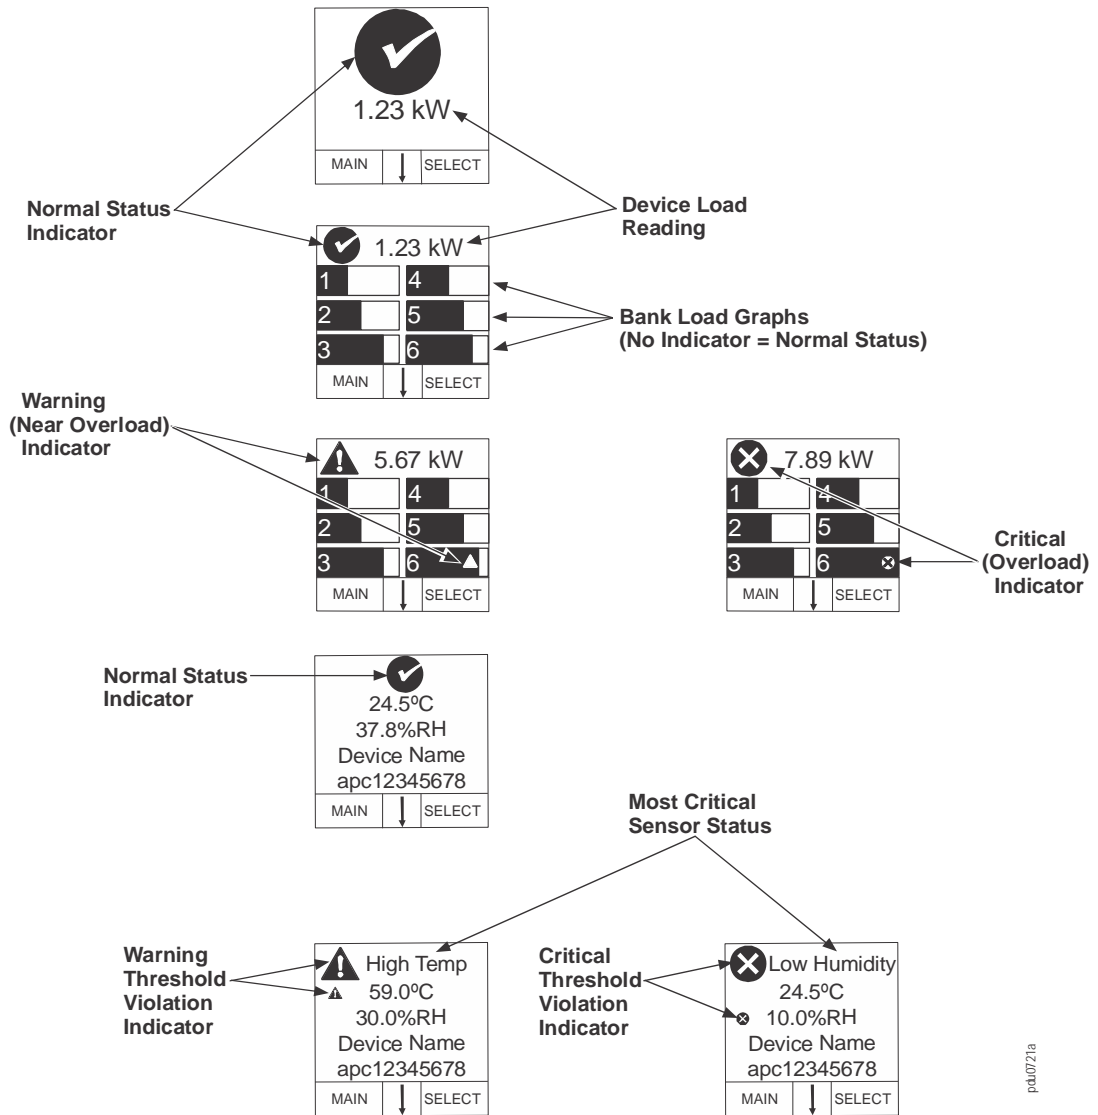 1.23 kW
MAIN SELECT
Normal Status
Indicator
Device Load
Reading
1.23 kW
1 4
2 5
3 6
MAIN SELECT
Bank Load Graphs
(No Indicator = Normal Status)
Warning
(Near Overload)
Indicator
5.67 kW
1 4
2 5
3 6
MAIN SELECT
7.89 kW
1 4
2 5
3 6
MAIN SELECT
Critical
(Overload)
Indicator
Normal Status
Indicator
24.5ºC
37.8%RH
Device Name
apc12345678
MAIN SELECT
Most Critical
Sensor Status
Warning
Threshold
Violation
Indicator
High Temp
59.0ºC
30.0%RH
Device Name
apc12345678
MAIN SELECT
Critical
Threshold
Violation
Indicator
Low Humidity
24.5ºC
10.0%RH
Device Name
apc12345678
MAIN SELECT
pdu0721a